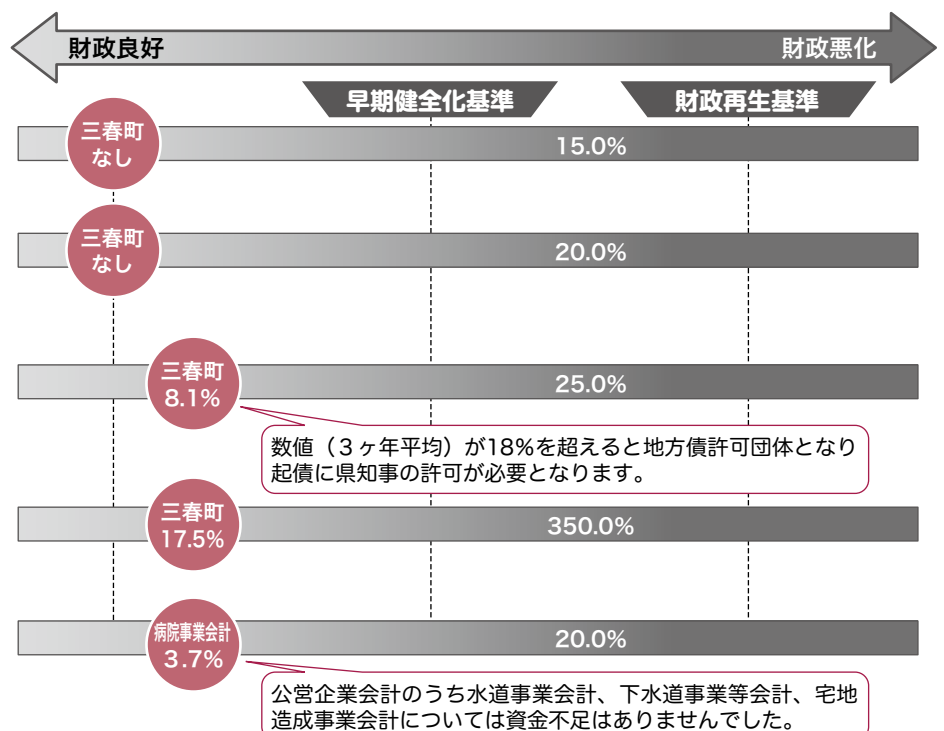 財政良好
財政悪化
早期健全化基準
財政再生基準
三春町
なし
15.0%
三春町
なし
20.0%
三春町
8.1%
25.0%
数値（３ヶ年平均）が18%を超えると地方債許可団体となり
起債に県知事の許可が必要となります。
三春町
17.5%
350.0%
病院事業会計
3.7%
20.0%
公営企業会計のうち水道事業会計、下水道事業等会計、宅地
造成事業会計については資金不足はありませんでした。